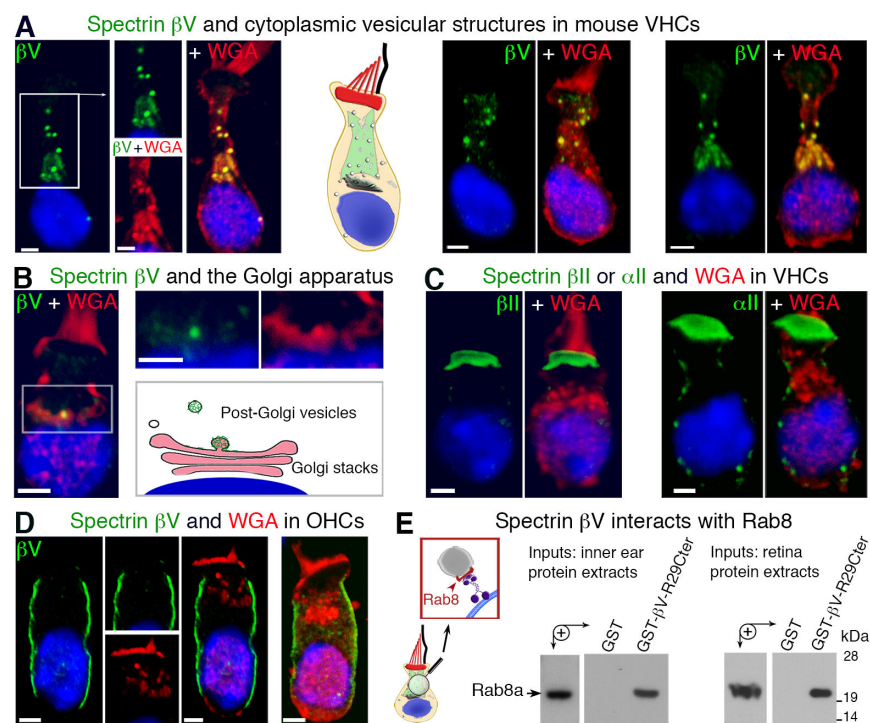 A Spectrin βV and cytoplasmic vesicular structures in mouse VHCs
βV
+ WGA
βV+WGA
βV + WGA
βV + WGA
B Spectrin βV and the Golgi apparatus
βV + WGA
Post-Golgi vesicles
Golgi stacks
C Spectrin βII or αII and WGA in VHCs
βII + WGA
αII + WGA
D Spectrin βV and WGA in OHCs
βV
E Spectrin βV interacts with Rab8
Rab8
Inputs: inner ear
protein extracts
+
GST
GST-βV-R29Cter
Inputs: retina
protein extracts
+
GST
GST-βV-R29Cter
kDa
28
19
14
Rab8a